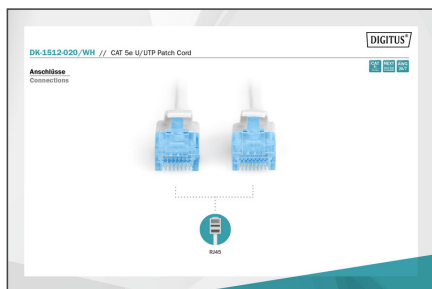 DIGITUS®
DK-1512-020/WH // CAT 5e U/UTP Patch Cord
Anschlüsse
Connections
RJ45